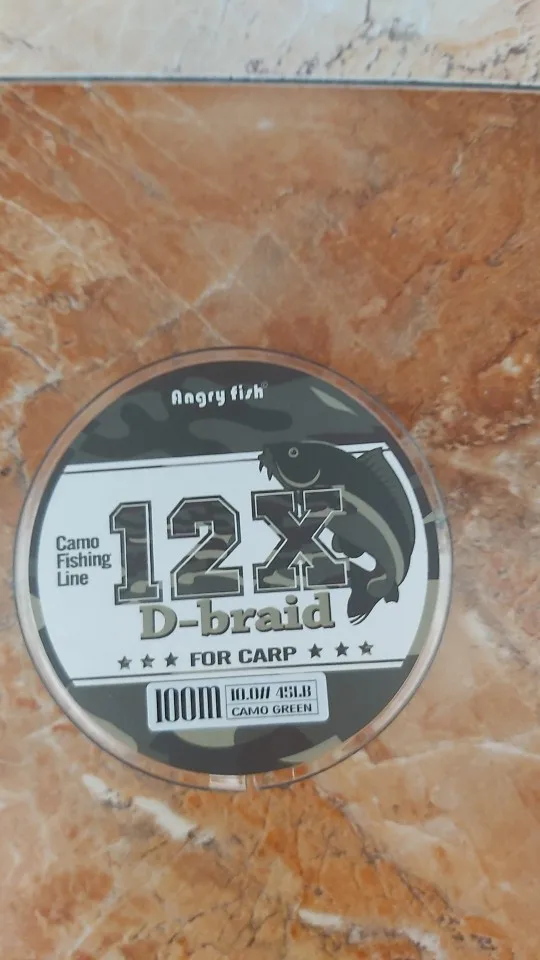 Angry fish
12X
Camo
Fishing
Line
D-braid
FOR CARP
100m
10.0# 45LB
CAMO GREEN